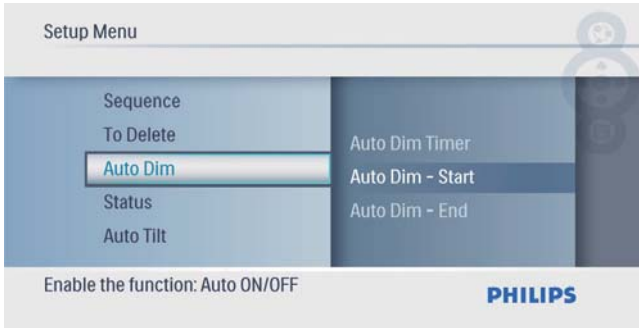 Setup Menu
Sequence
To Delete
Auto Dim
Status
Auto Tilt
Auto Dim Timer
Auto Dim - Start
Auto Dim - End
Enable the function: Auto ON/OFF
PHILIPS